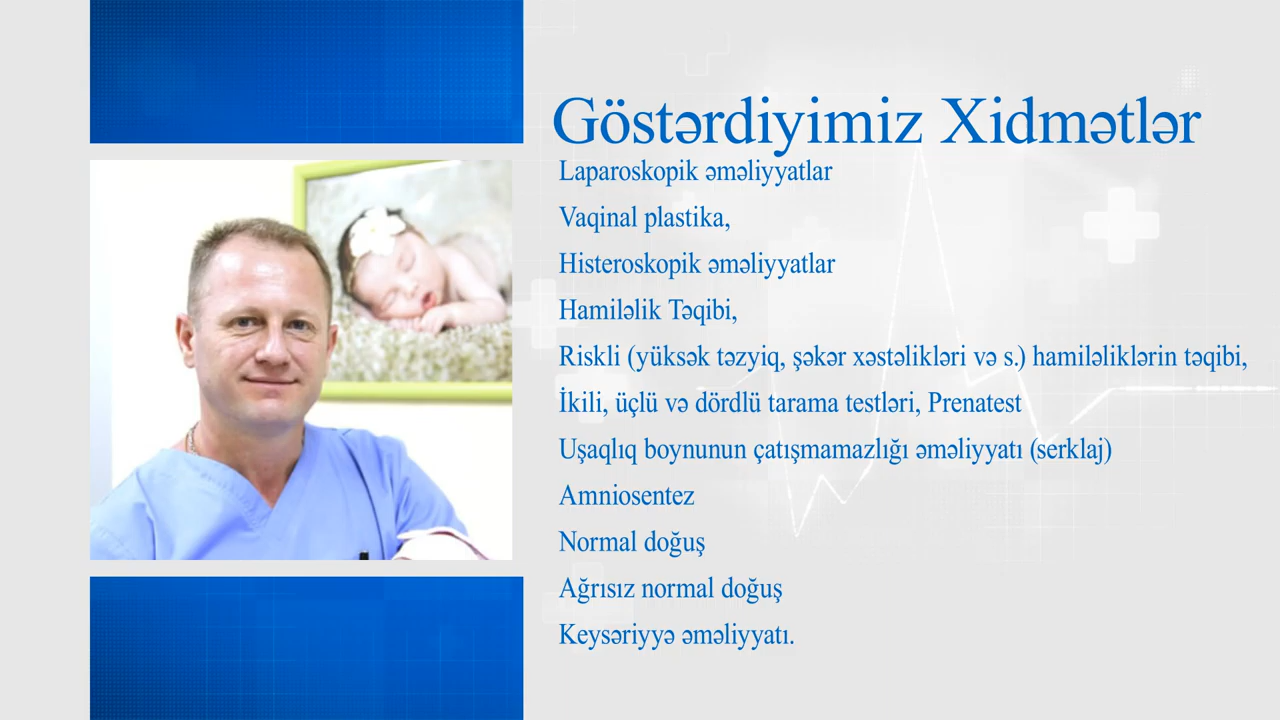 Göstərdiyimiz Xidmətlər
Laparoskopik əməliyyatlar
Vaqinal plastika,
Histeroskopik əməliyyatlar
Hamiləlik Təqibi,
Riskli (yüksək təzyiq, şəkər xəstəlikləri və s.) hamiləliklərin təqibi,
İkili, üçlü və dördlü tarama testləri, Prenatest
Uşaqlıq boynunun çatışmamazlığı əməliyyatı (serklaj)
Amniosentez
Normal doğuş
Ağrısız normal doğuş
Keysəriyyə əməliyyatı.